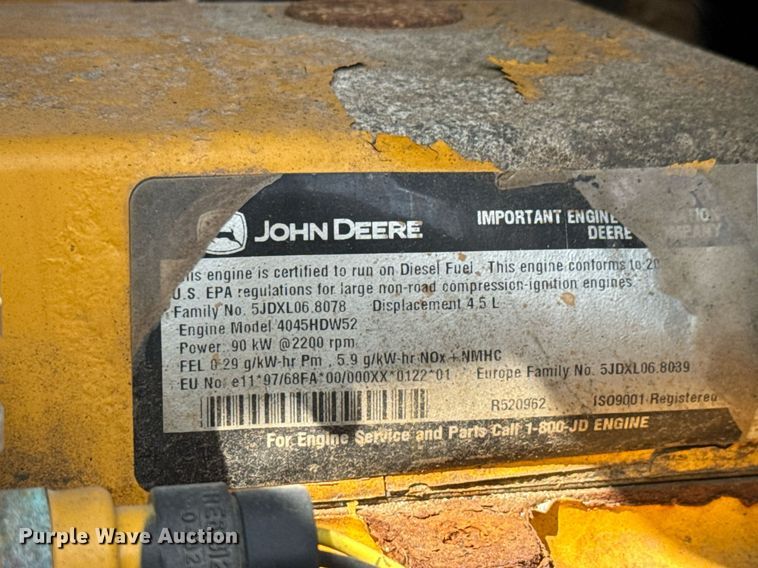 JOHN DEERE
IMPORTANT ENGINE
DEERE
engine is certified to run on Diesel Fuel. This engine conforms to 20
U.S. EPA regulations for large non-road compression-ignition engines
Family No. 5JDXL06.8078 Displacement 4.5 L
Engine Model 4045HDW52
Power: 90 kW @2200 rpm
FEL 0.29 g/kW-hr Pm , 5.9 g/kW-hr NOx + NMHC
EU No. e11*97/68FA*00/000XX*0122*01 Europe Family No. 5JDXL06.8039
R520962 ISO9001 Registered
For Engine Service and Parts Call 1-800-JD ENGINE
Purple Wave Auction